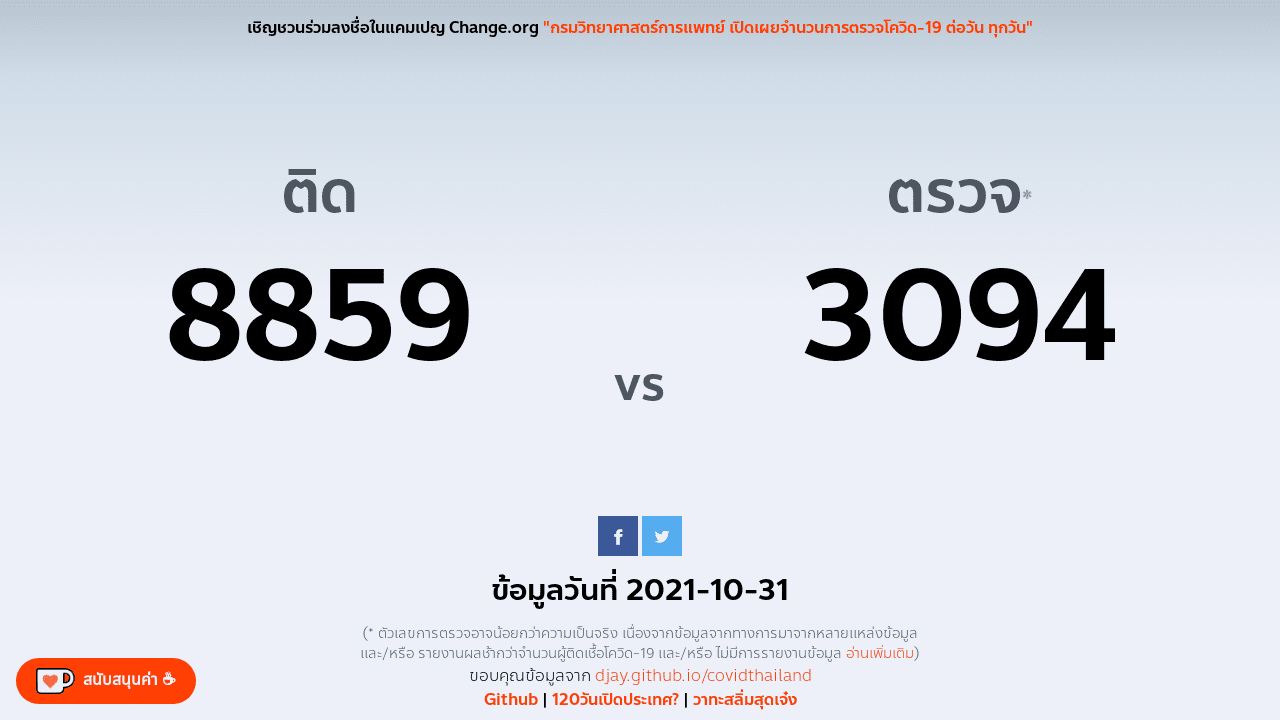 เชิญชวนร่วมลงชื่อในแคมเปญ Change.org "กรมวิทยาศาสตร์การแพทย์ เปิดเผยจำนวนการตรวจโควิด-19 ต่อวัน ทุกวัน"
ติด
8859
vs
ตรวจ*
3094
ข้อมูลวันที่ 2021-10-31
(* ตัวเลขการตรวจอาจน้อยกว่าความเป็นจริง เนื่องจากข้อมูลจากทางการมาจากหลายแหล่งข้อมูล
และ/หรือ รายงานผลช้ากว่าจำนวนผู้ติดเชื้อโควิด-19 และ/หรือ ไม่มีการรายงานข้อมูล อ่านเพิ่มเติม)
ขอบคุณข้อมูลจาก djay.github.io/covidthailand
Github | 120วันเปิดประเทศ? | วาทะสลิ่มสุดเจ๋ง
สนับสนุนค่า ☕